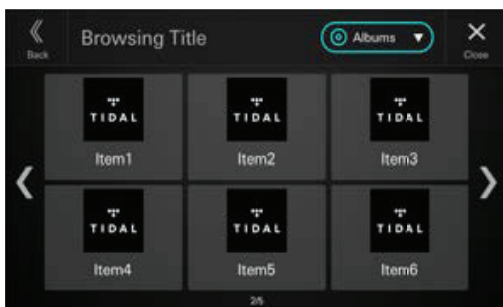 Browsing Title
Albums
Back
Close
TIDAL
TIDAL
TIDAL
Item1
Item2
Item3
TIDAL
TIDAL
TIDAL
Item4
Item5
Item6
2/5